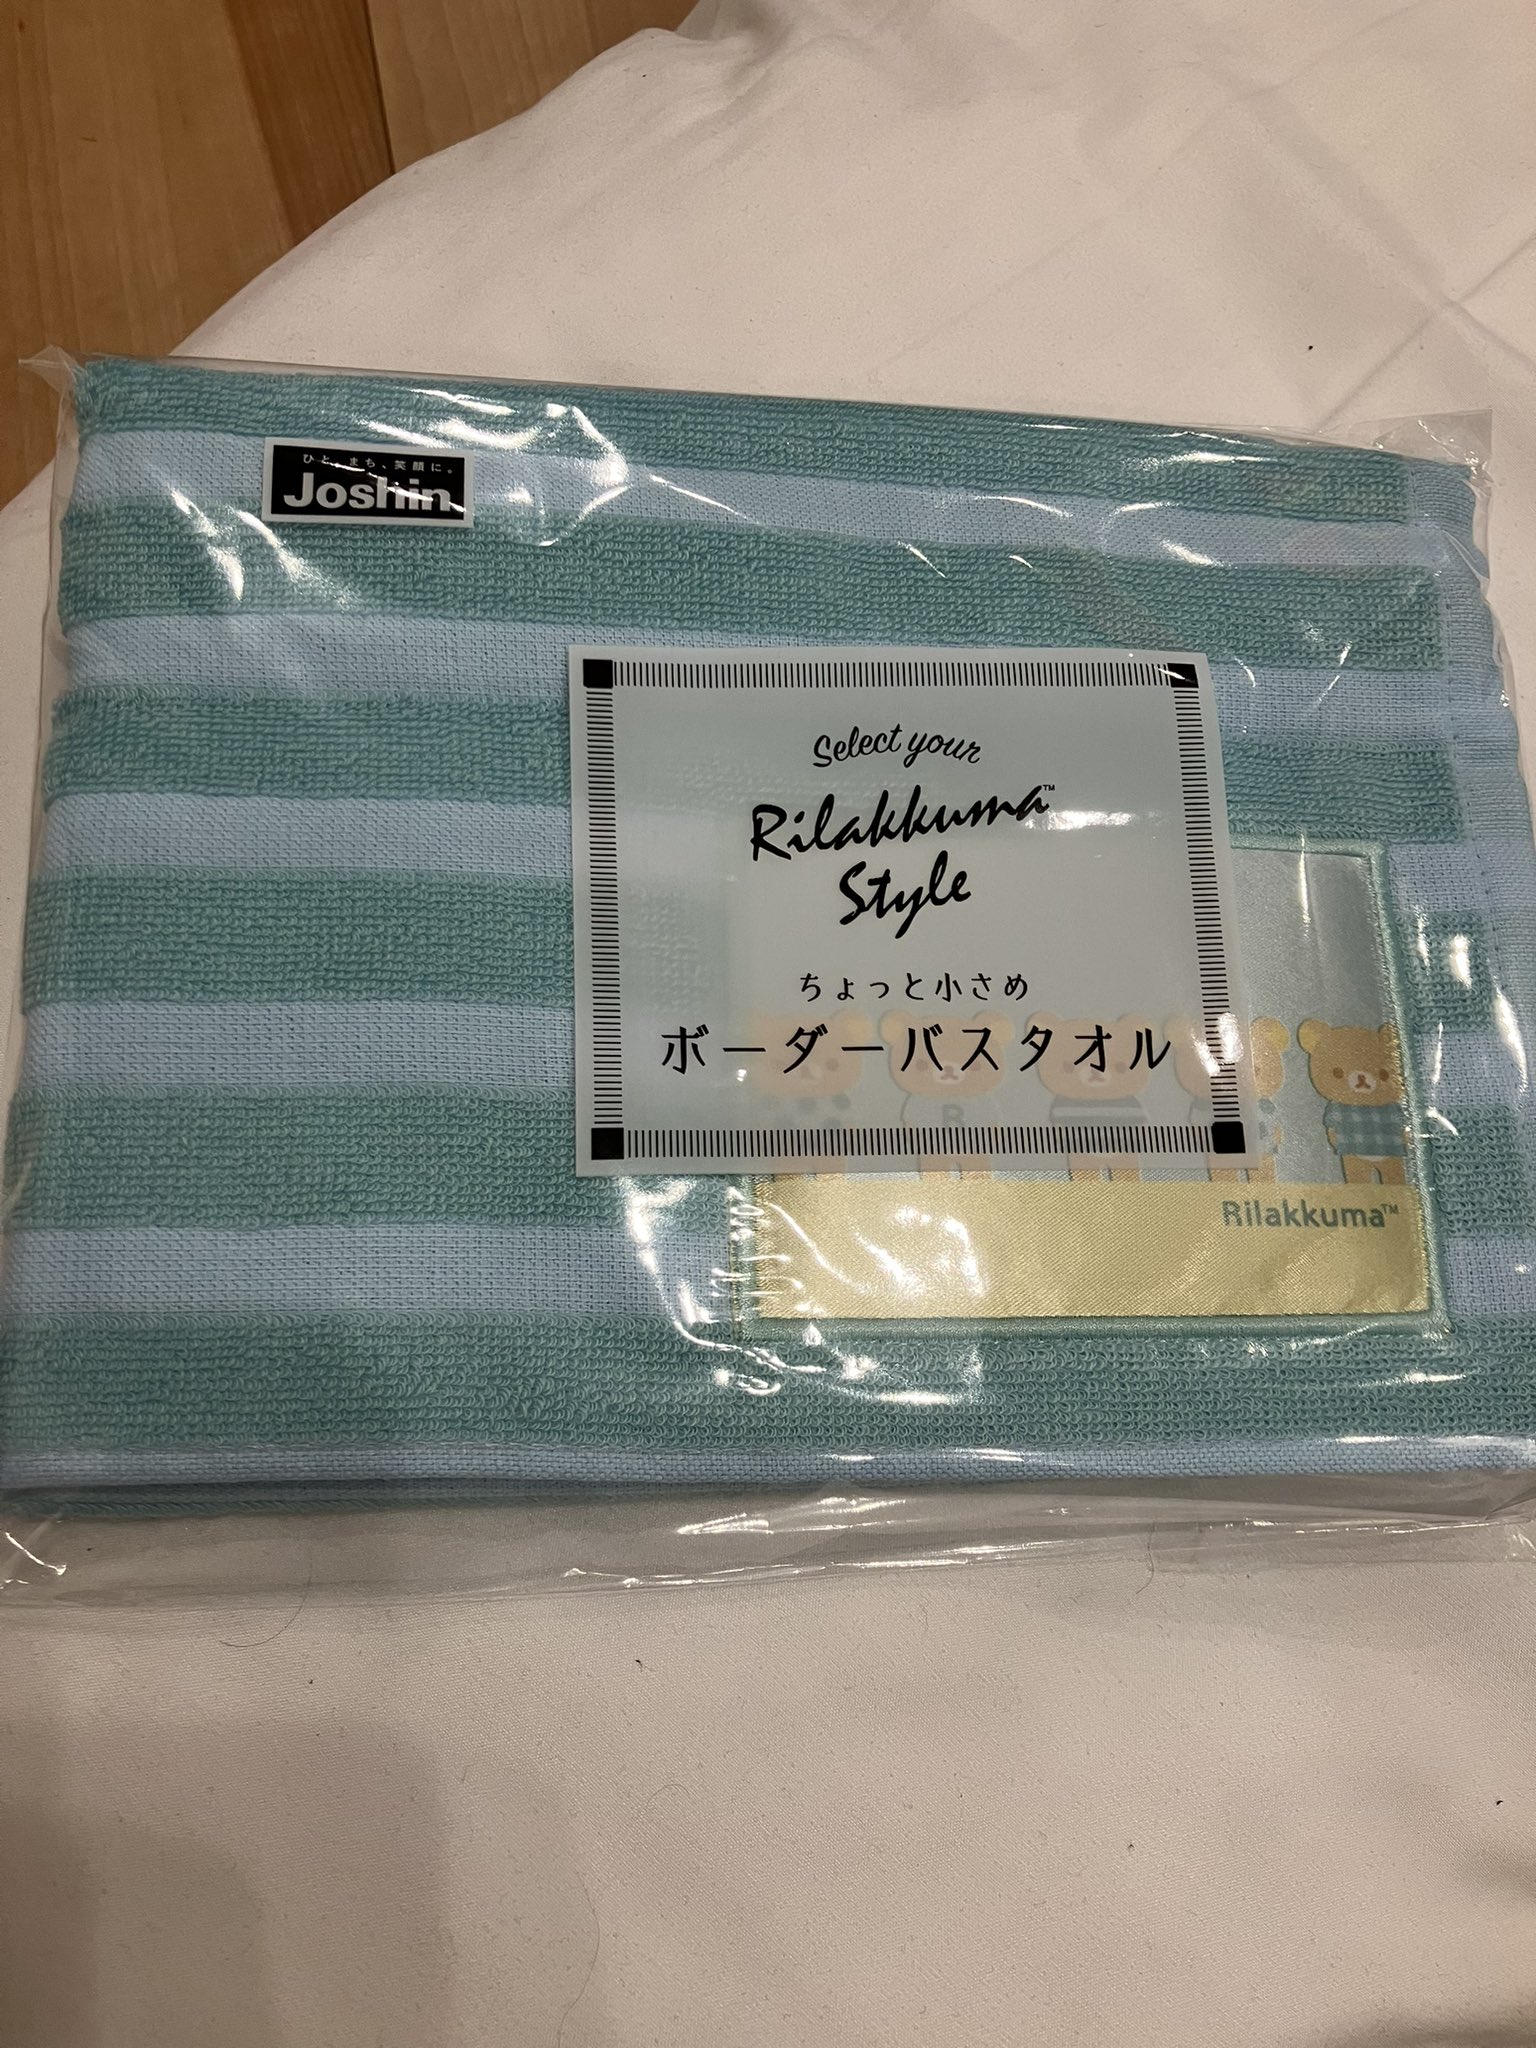 ひと、まち、笑顔に。
Joshin
Select your
Rilakkuma™
Style
ちょっと小さめ
ボーダーバスタオル
R
Rilakkuma™